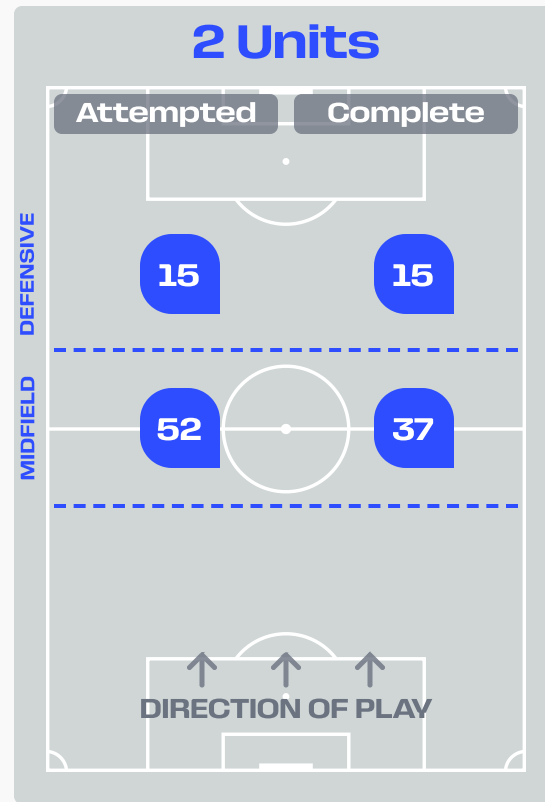 2 Units
Attempted Complete
DEFENSIVE
15 15
MIDFIELD
52 37
DIRECTION OF PLAY